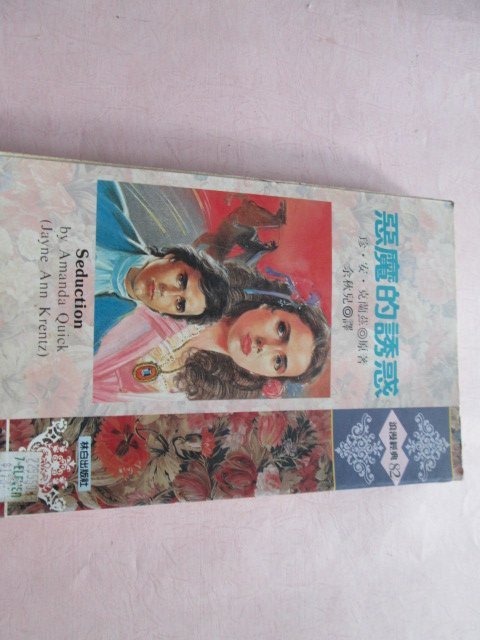 惡魔的誘惑
珍·安·克蘭茲◎原著
余秋兒◎譯
浪漫經典 82
Seduction
by Amanda Quick
(Jayne Ann Krentz)
林白出版社